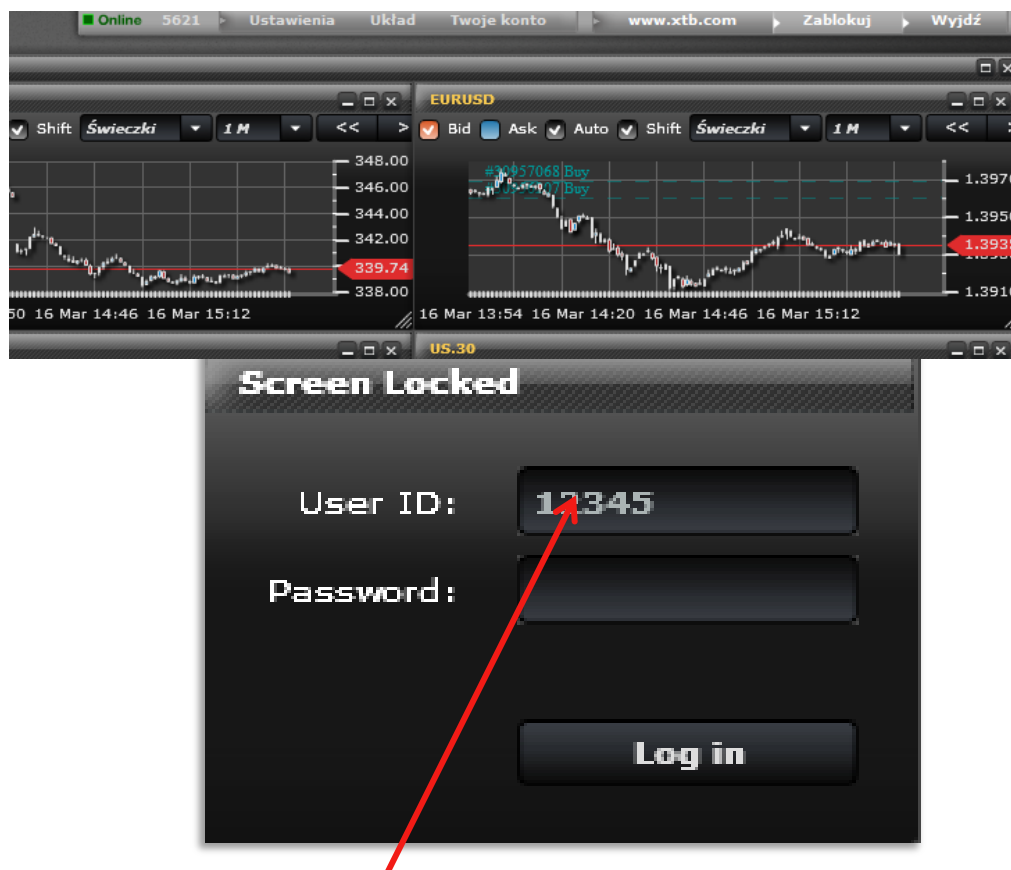 Online 5621 Ustawienia Układ Twoje konto www.xtb.com Zablokuj Wyjdź
EURUSD
Shift Świeczki 1 M << >
Bid Ask Auto Shift Świeczki 1 M <<
348.00
346.00
344.00
342.00
339.74
338.00
16 Mar 14:46 16 Mar 15:12
#30957068 Buy
Buy
1.3970
1.3950
1.3910
16 Mar 13:54 16 Mar 14:20 16 Mar 14:46 16 Mar 15:12
US.30
Screen Locked
User ID: 12345
Password:
Log in